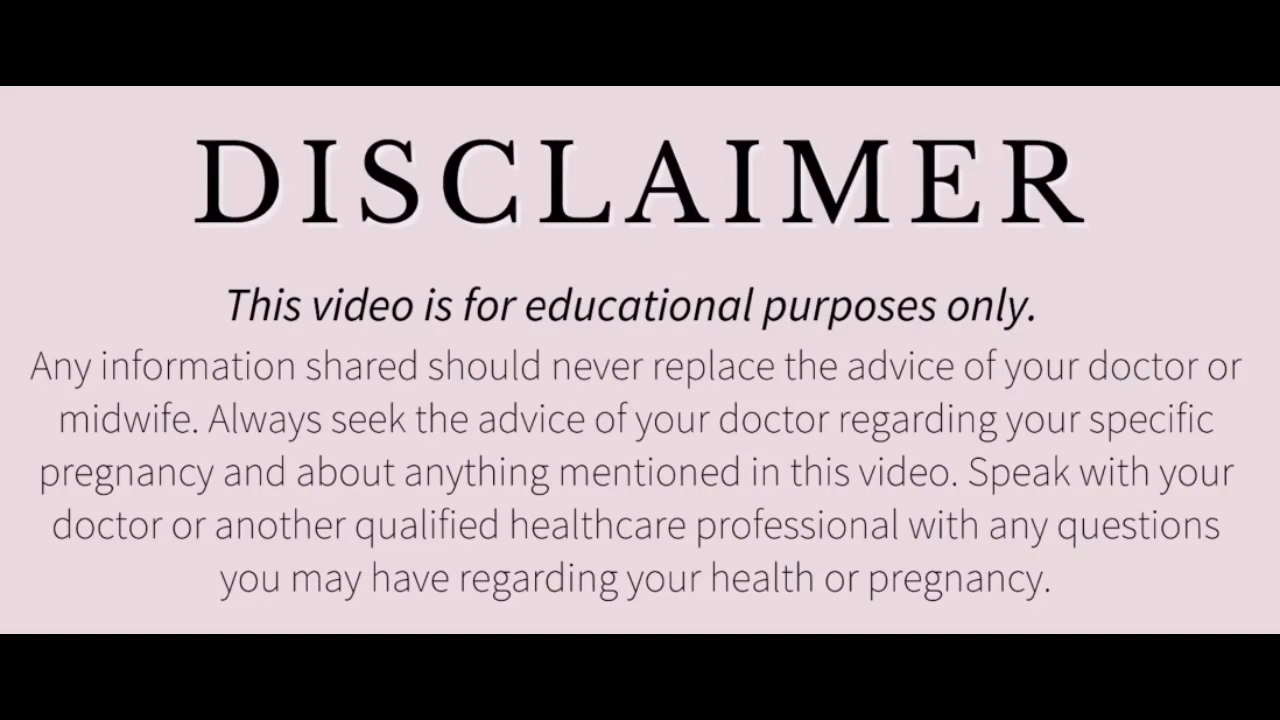 DISCLAIMER
This video is for educational purposes only.
Any information shared should never replace the advice of your doctor or
midwife. Always seek the advice of your doctor regarding your specific
pregnancy and about anything mentioned in this video. Speak with your
doctor or another qualified healthcare professional with any questions
you may have regarding your health or pregnancy.